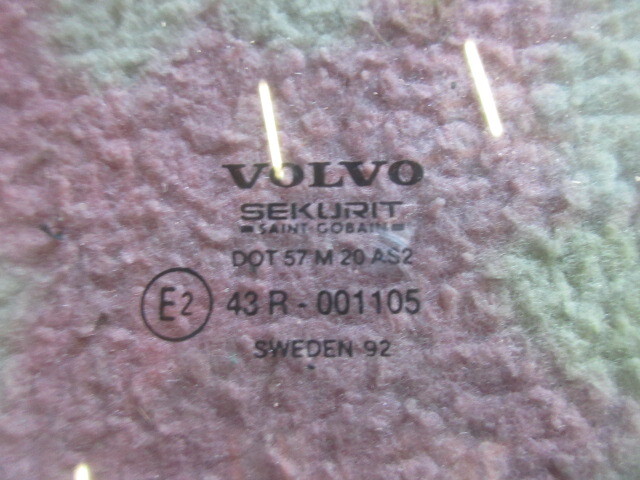 VOLVO
SEKURIT
SAINT-GOBAIN
DOT 57 M 20 AS2
E2 43 R - 001105
SWEDEN 92